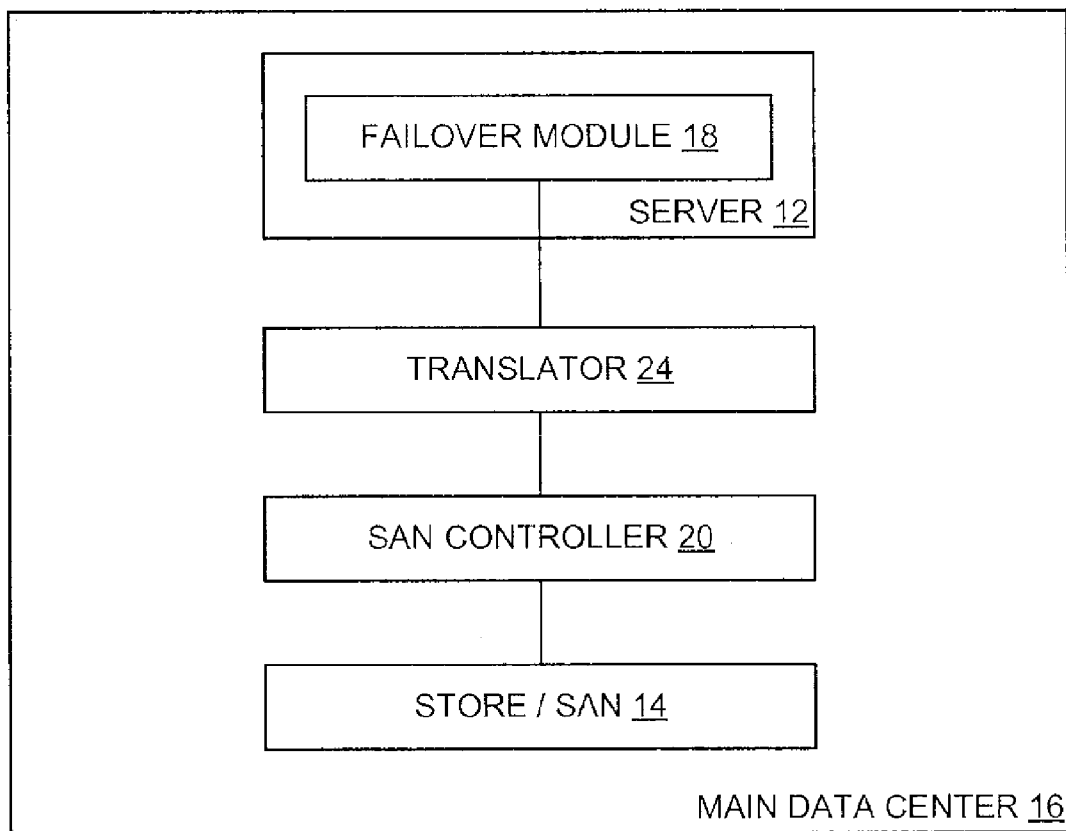 FAILOVER MODULE 18
SERVER 12
TRANSLATOR 24
SAN CONTROLLER 20
STORE / SAN 14
MAIN DATA CENTER 16